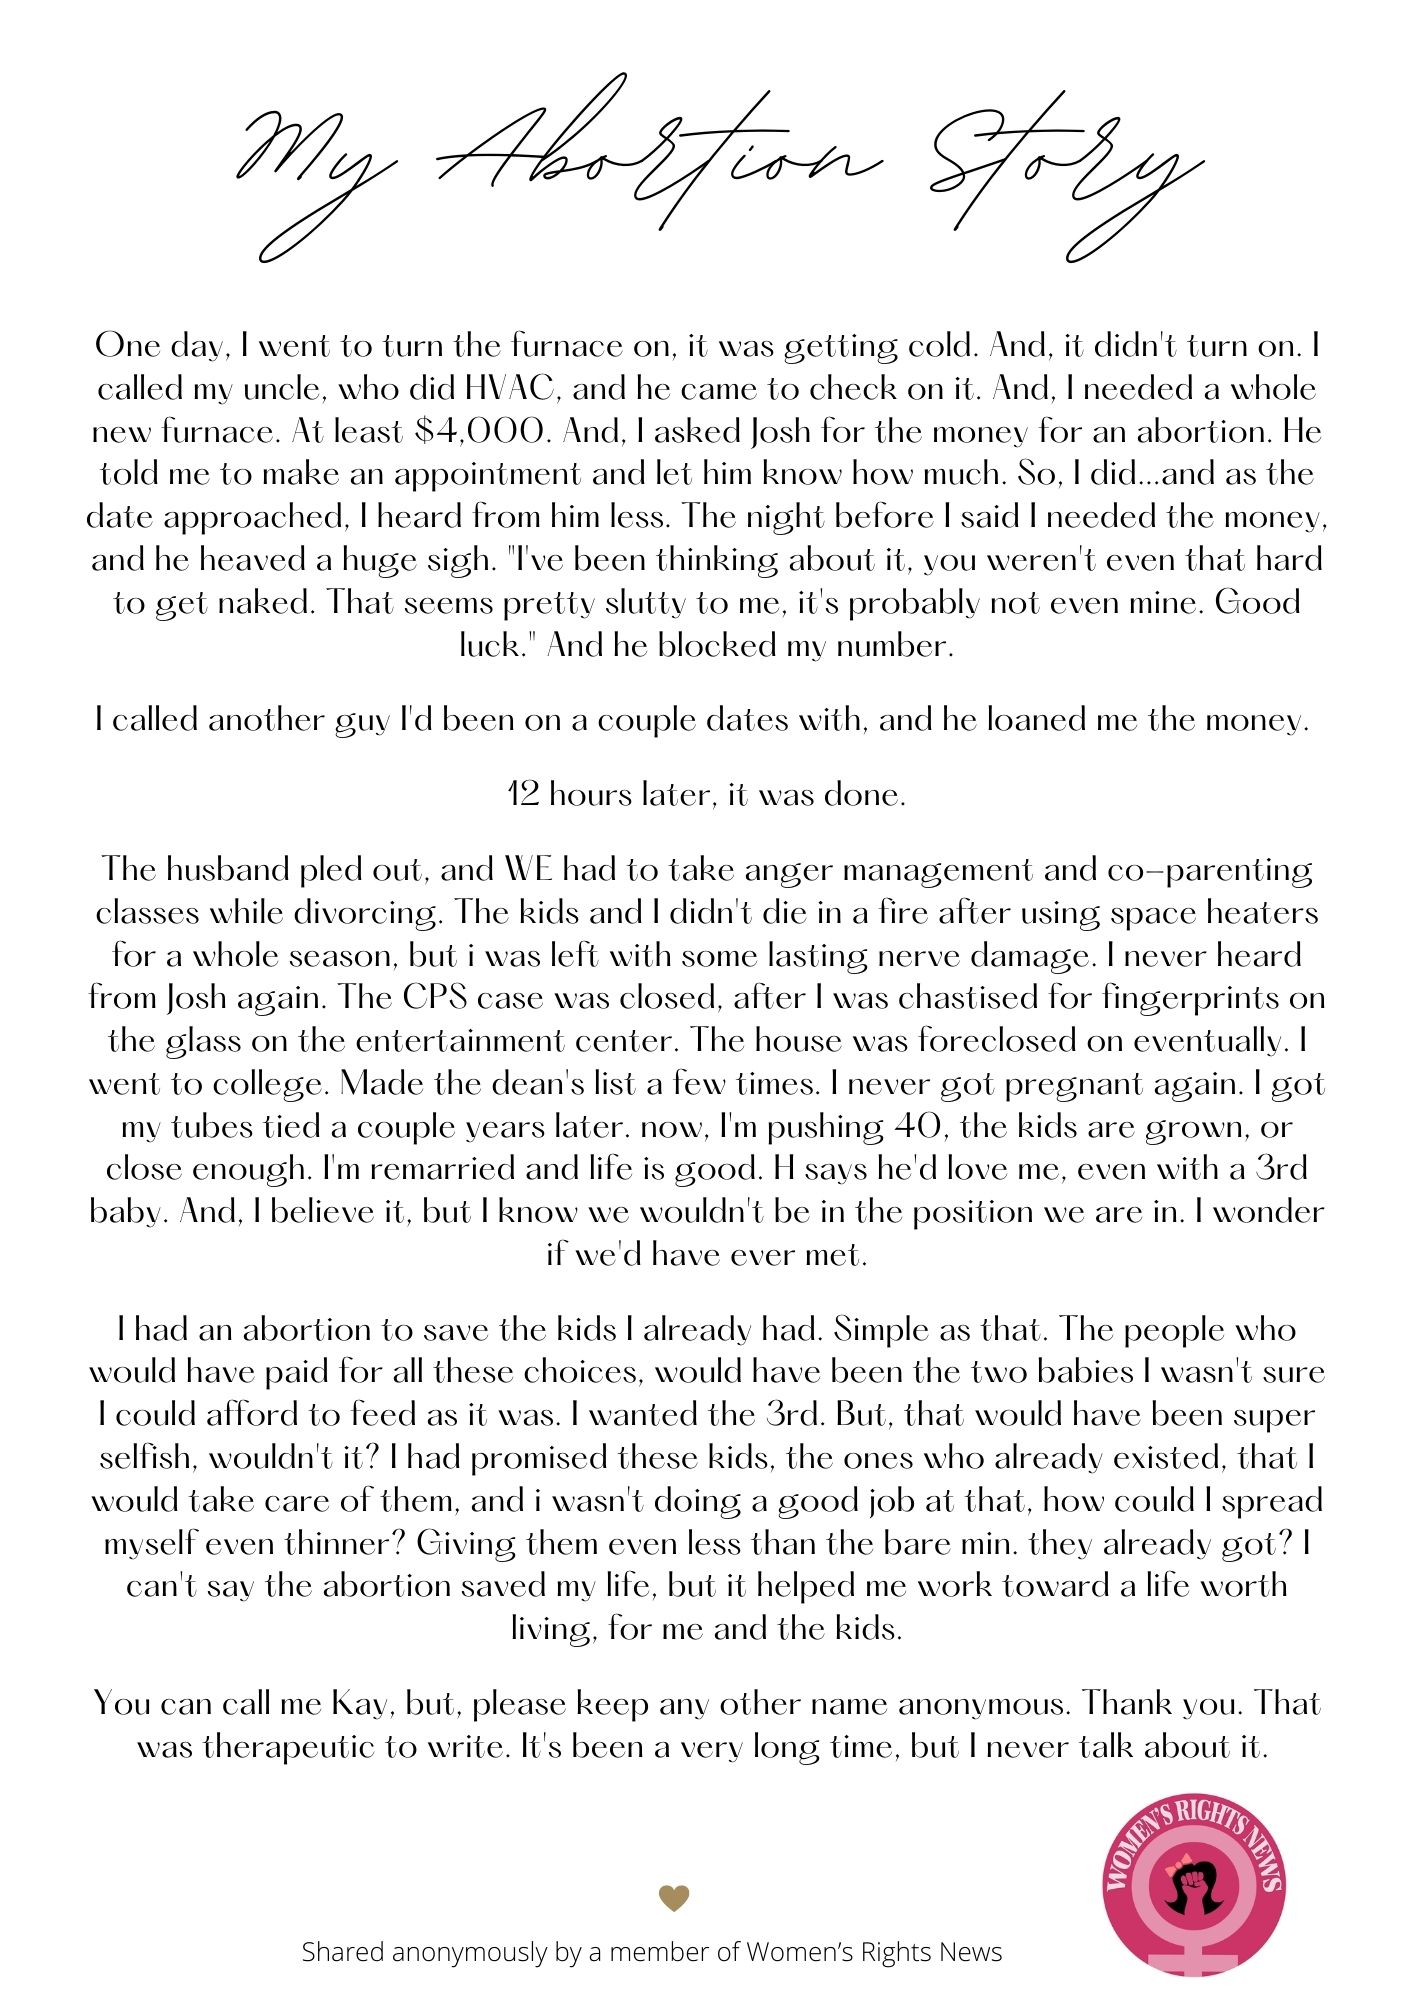 My Abortion Story
One day, I went to turn the furnace on, it was getting cold. And, it didn't turn on. I
called my uncle, who did HVAC, and he came to check on it. And, I needed a whole
new furnace. At least $4,000. And, I asked Josh for the money for an abortion. He
told me to make an appointment and let him know how much. So, I did...and as the
date approached, I heard from him less. The night before I said I needed the money,
and he heaved a huge sigh. "I've been thinking about it, you weren't even that hard
to get naked. That seems pretty slutty to me, it's probably not even mine. Good
luck." And he blocked my number.
I called another guy I'd been on a couple dates with, and he loaned me the money.
12 hours later, it was done.
The husband pled out, and WE had to take anger management and co-parenting
classes while divorcing. The kids and I didn't die in a fire after using space heaters
for a whole season, but i was left with some lasting nerve damage. I never heard
from Josh again. The CPS case was closed, after I was chastised for fingerprints on
the glass on the entertainment center. The house was foreclosed on eventually. I
went to college. Made the dean's list a few times. I never got pregnant again. I got
my tubes tied a couple years later. now, I'm pushing 40, the kids are grown, or
close enough. I'm remarried and life is good. H says he'd love me, even with a 3rd
baby. And, I believe it, but I know we wouldn't be in the position we are in. I wonder
if we'd have ever met.
I had an abortion to save the kids I already had. Simple as that. The people who
would have paid for all these choices, would have been the two babies I wasn't sure
I could afford to feed as it was. I wanted the 3rd. But, that would have been super
selfish, wouldn't it? I had promised these kids, the ones who already existed, that I
would take care of them, and i wasn't doing a good job at that, how could I spread
myself even thinner? Giving them even less than the bare min. they already got? I
can't say the abortion saved my life, but it helped me work toward a life worth
living, for me and the kids.
You can call me Kay, but, please keep any other name anonymous. Thank you. That
was therapeutic to write. It's been a very long time, but I never talk about it.
WOMEN'S RIGHTS NEWS
Shared anonymously by a member of Women's Rights News